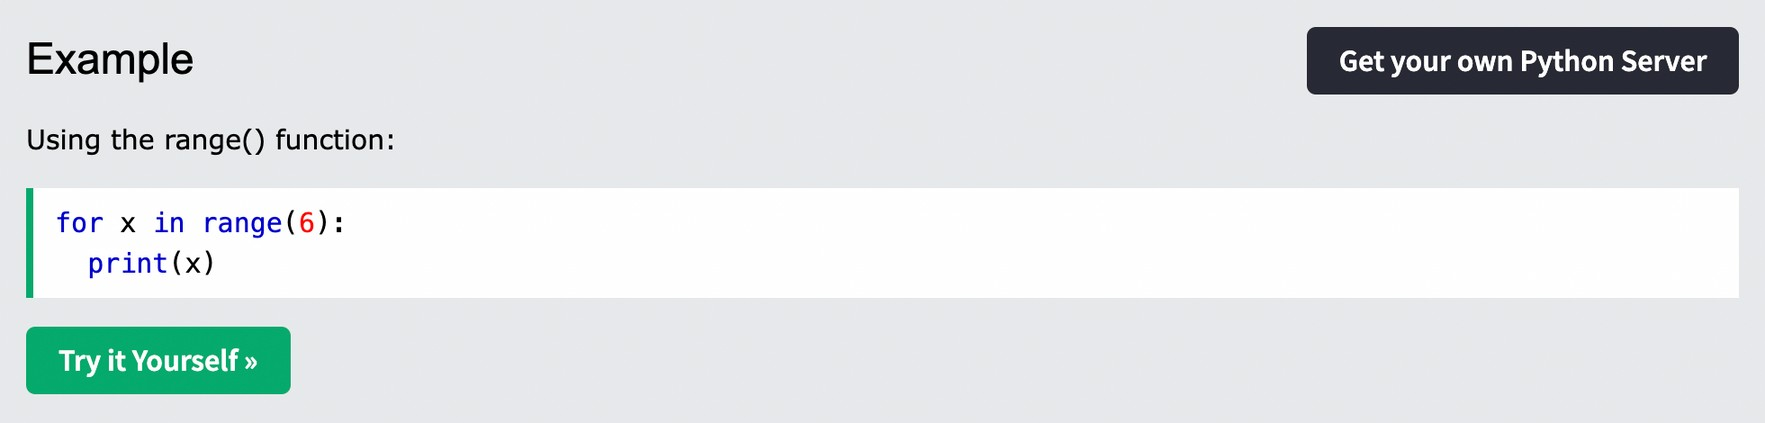 Example
Get your own Python Server
Using the range() function:
for x in range(6):
  print(x)
Try it Yourself »